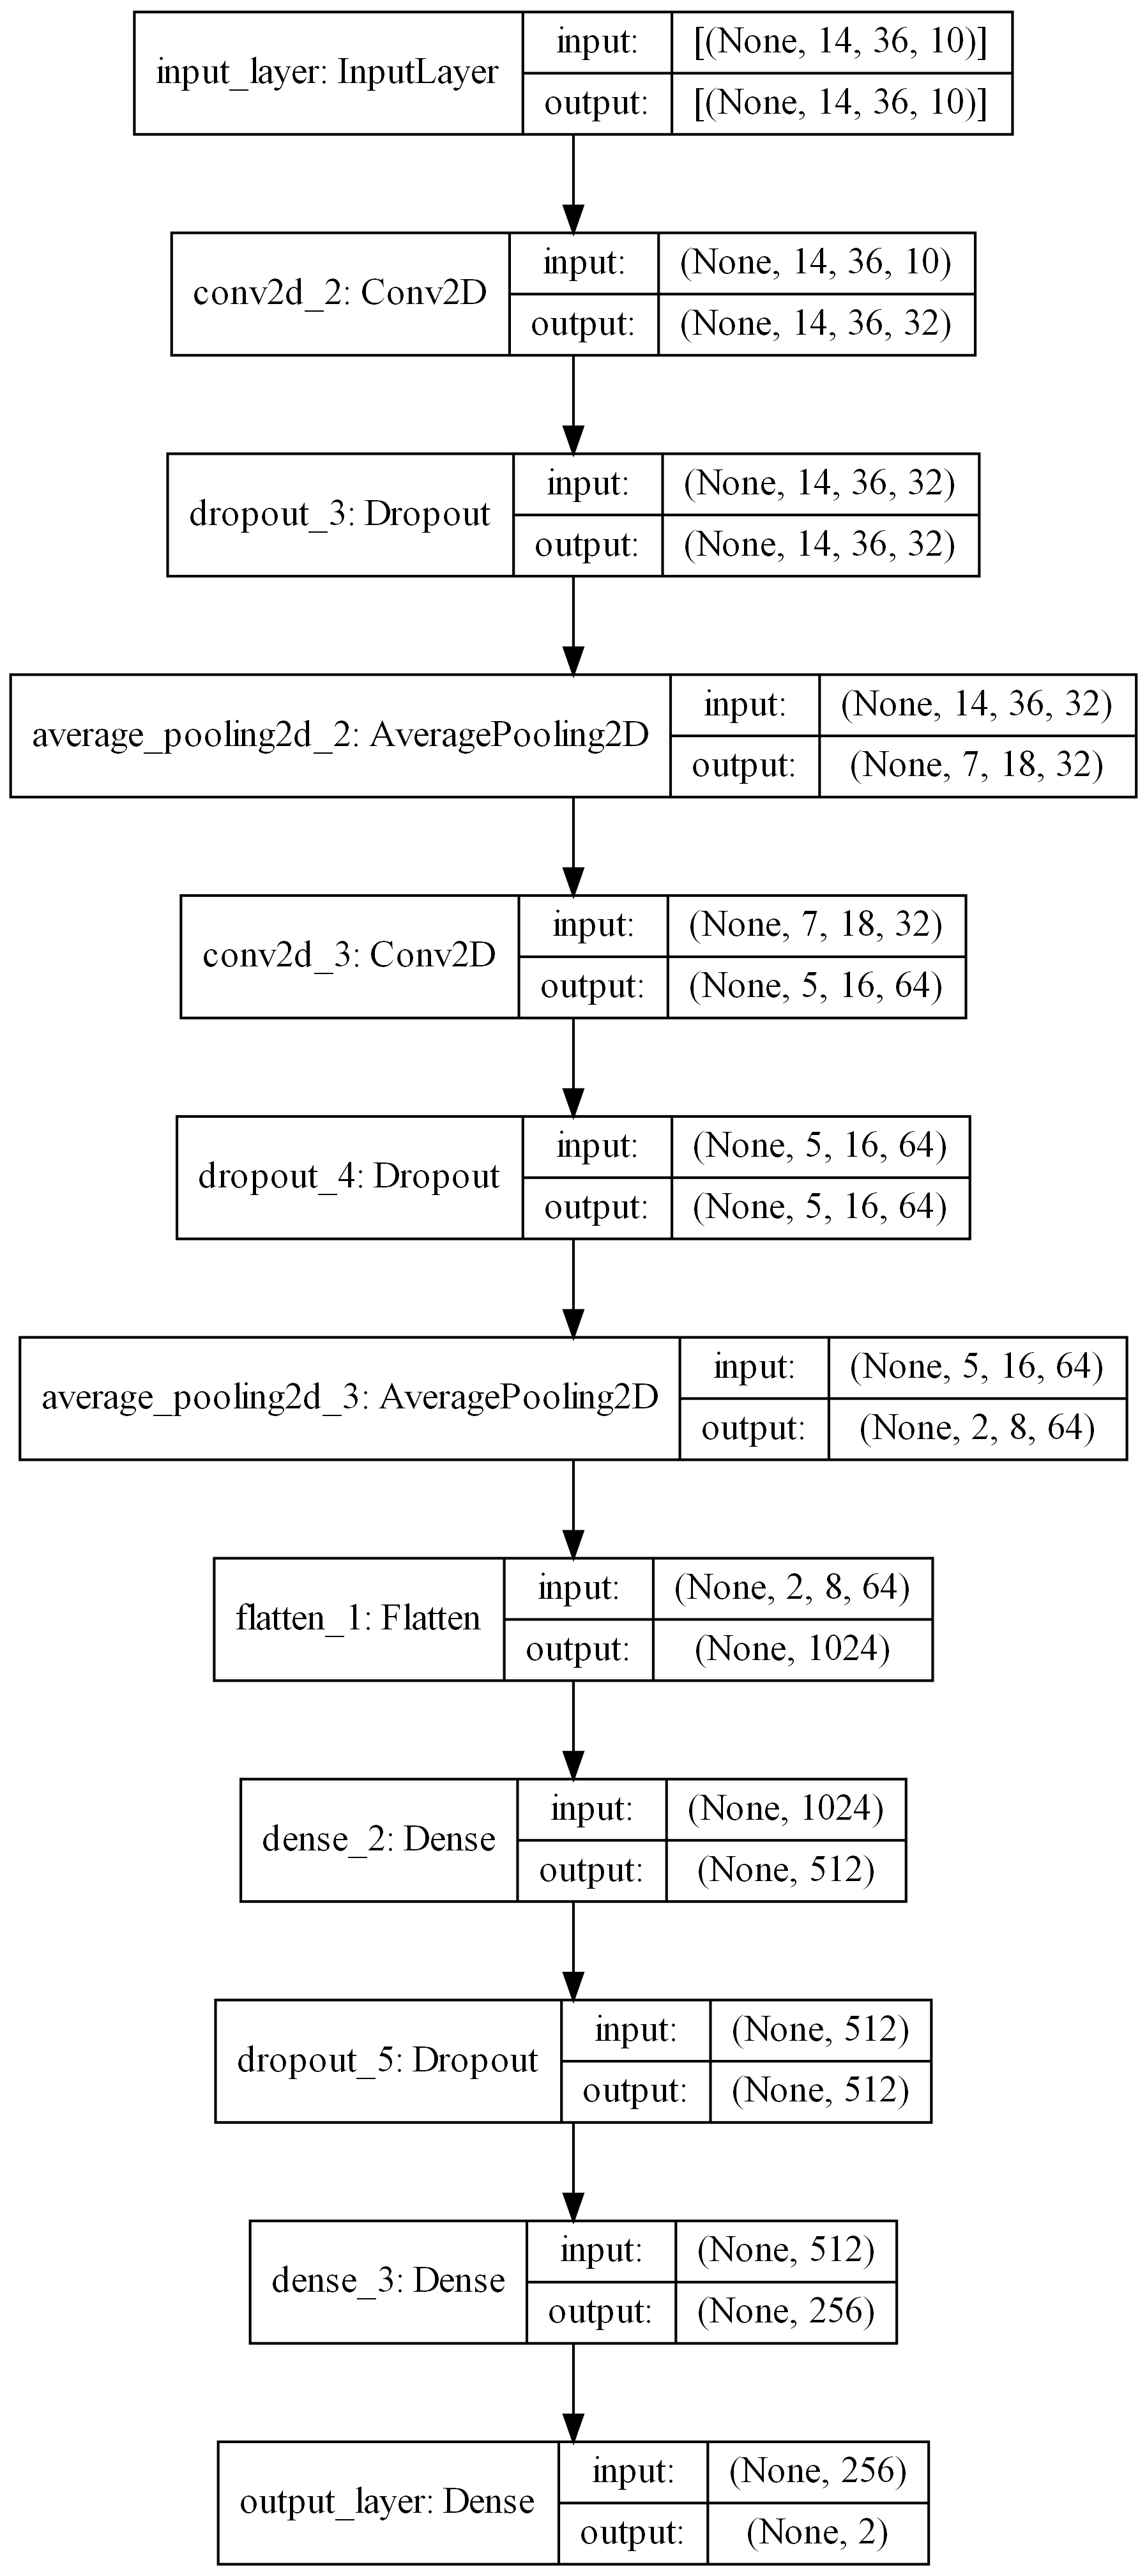 input_layer: InputLayer
input: [(None, 14, 36, 10)]
output: [(None, 14, 36, 10)]
conv2d_2: Conv2D
input: (None, 14, 36, 10)
output: (None, 14, 36, 32)
dropout_3: Dropout
input: (None, 14, 36, 32)
output: (None, 14, 36, 32)
average_pooling2d_2: AveragePooling2D
input: (None, 14, 36, 32)
output: (None, 7, 18, 32)
conv2d_3: Conv2D
input: (None, 7, 18, 32)
output: (None, 5, 16, 64)
dropout_4: Dropout
input: (None, 5, 16, 64)
output: (None, 5, 16, 64)
average_pooling2d_3: AveragePooling2D
input: (None, 5, 16, 64)
output: (None, 2, 8, 64)
flatten_1: Flatten
input: (None, 2, 8, 64)
output: (None, 1024)
dense_2: Dense
input: (None, 1024)
output: (None, 512)
dropout_5: Dropout
input: (None, 512)
output: (None, 512)
dense_3: Dense
input: (None, 512)
output: (None, 256)
output_layer: Dense
input: (None, 256)
output: (None, 2)